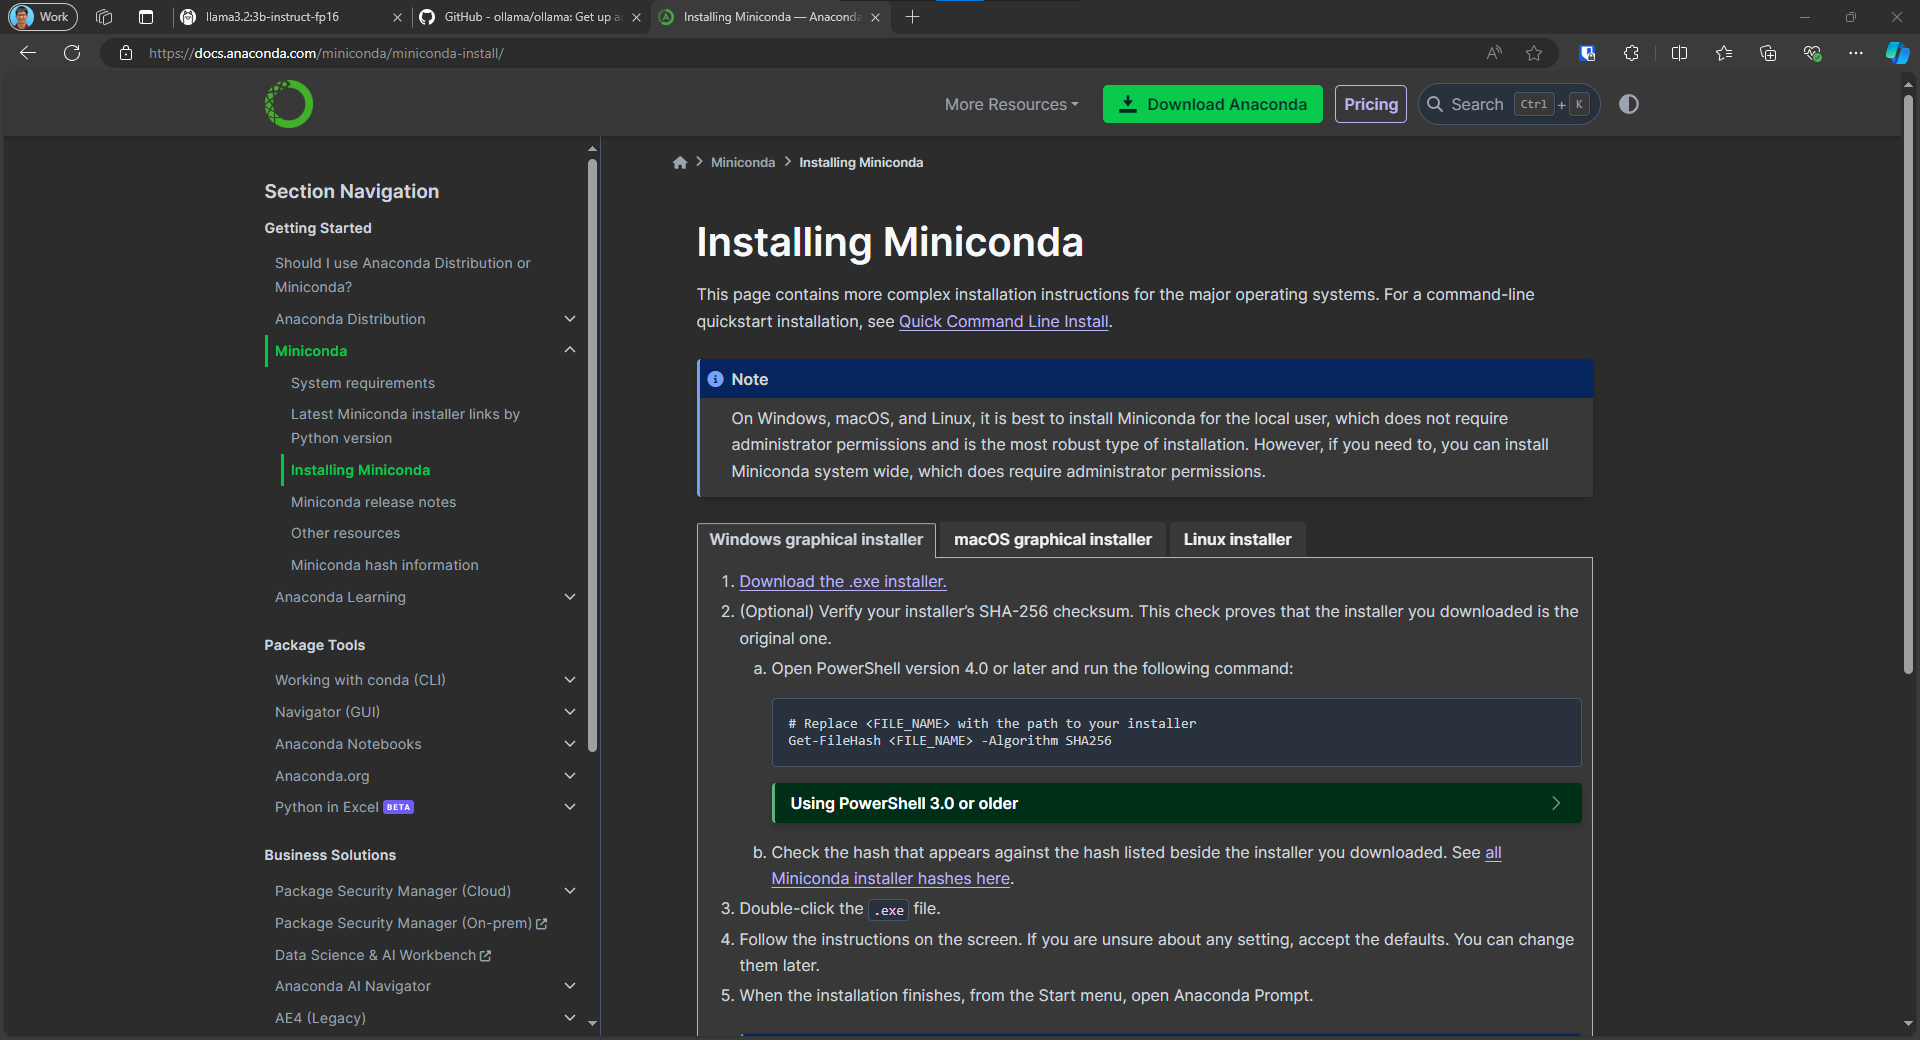 Work
llama3.2:3b-instruct-fp16
GitHub - ollama/ollama: Get up a
Installing Miniconda — Anaconda
https://docs.anaconda.com/miniconda/miniconda-install/
More Resources
Download Anaconda
Pricing
Search Ctrl + K
Section Navigation
Getting Started
Should I use Anaconda Distribution or
Miniconda?
Anaconda Distribution
Miniconda
System requirements
Latest Miniconda installer links by
Python version
Installing Miniconda
Miniconda release notes
Other resources
Miniconda hash information
Anaconda Learning
Package Tools
Working with conda (CLI)
Navigator (GUI)
Anaconda Notebooks
Anaconda.org
Python in Excel BETA
Business Solutions
Package Security Manager (Cloud)
Package Security Manager (On-prem)
Data Science & AI Workbench
Anaconda AI Navigator
AE4 (Legacy)
Miniconda > Installing Miniconda
Installing Miniconda
This page contains more complex installation instructions for the major operating systems. For a command-line
quickstart installation, see Quick Command Line Install.
Note
On Windows, macOS, and Linux, it is best to install Miniconda for the local user, which does not require
administrator permissions and is the most robust type of installation. However, if you need to, you can install
Miniconda system wide, which does require administrator permissions.
Windows graphical installer
macOS graphical installer
Linux installer
1. Download the .exe installer.
2. (Optional) Verify your installer’s SHA-256 checksum. This check proves that the installer you downloaded is the
original one.
a. Open PowerShell version 4.0 or later and run the following command:
# Replace <FILE_NAME> with the path to your installer
Get-FileHash <FILE_NAME> -Algorithm SHA256
Using PowerShell 3.0 or older
b. Check the hash that appears against the hash listed beside the installer you downloaded. See all
Miniconda installer hashes here.
3. Double-click the .exe file.
4. Follow the instructions on the screen. If you are unsure about any setting, accept the defaults. You can change
them later.
5. When the installation finishes, from the Start menu, open Anaconda Prompt.